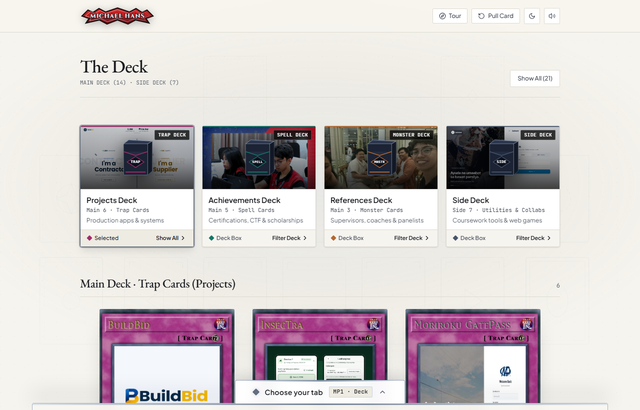 MICHAEL HANS
Tour
Pull Card
The Deck
MAIN DECK (14) · SIDE DECK (7)
Show All (21)
TRAP DECK
I'm a
I'm a
Supplier
TRAP
SPELL DECK
SPELL
MONSTER DECK
SIDE DECK
SIDE
Projects Deck
Main 6 · Trap Cards
Production apps & systems
Selected
Show All
Achievements Deck
Main 5 · Spell Cards
Certifications, CTF & scholarships
Deck Box
Filter Deck
References Deck
Main 3 · Monster Cards
Supervisors, coaches & panelists
Deck Box
Filter Deck
Side Deck
Side 7 · Utilities & Collabs
Coursework tools & web games
Deck Box
Filter Deck
Main Deck · Trap Cards (Projects)
6
BUILDBID
[ TRAP CARD
BuildBid
INSECTRA
[ TRAP CARD
MORIROKU GATEPASS
[ TRAP CARD
Choose your tab
MP1 · Deck